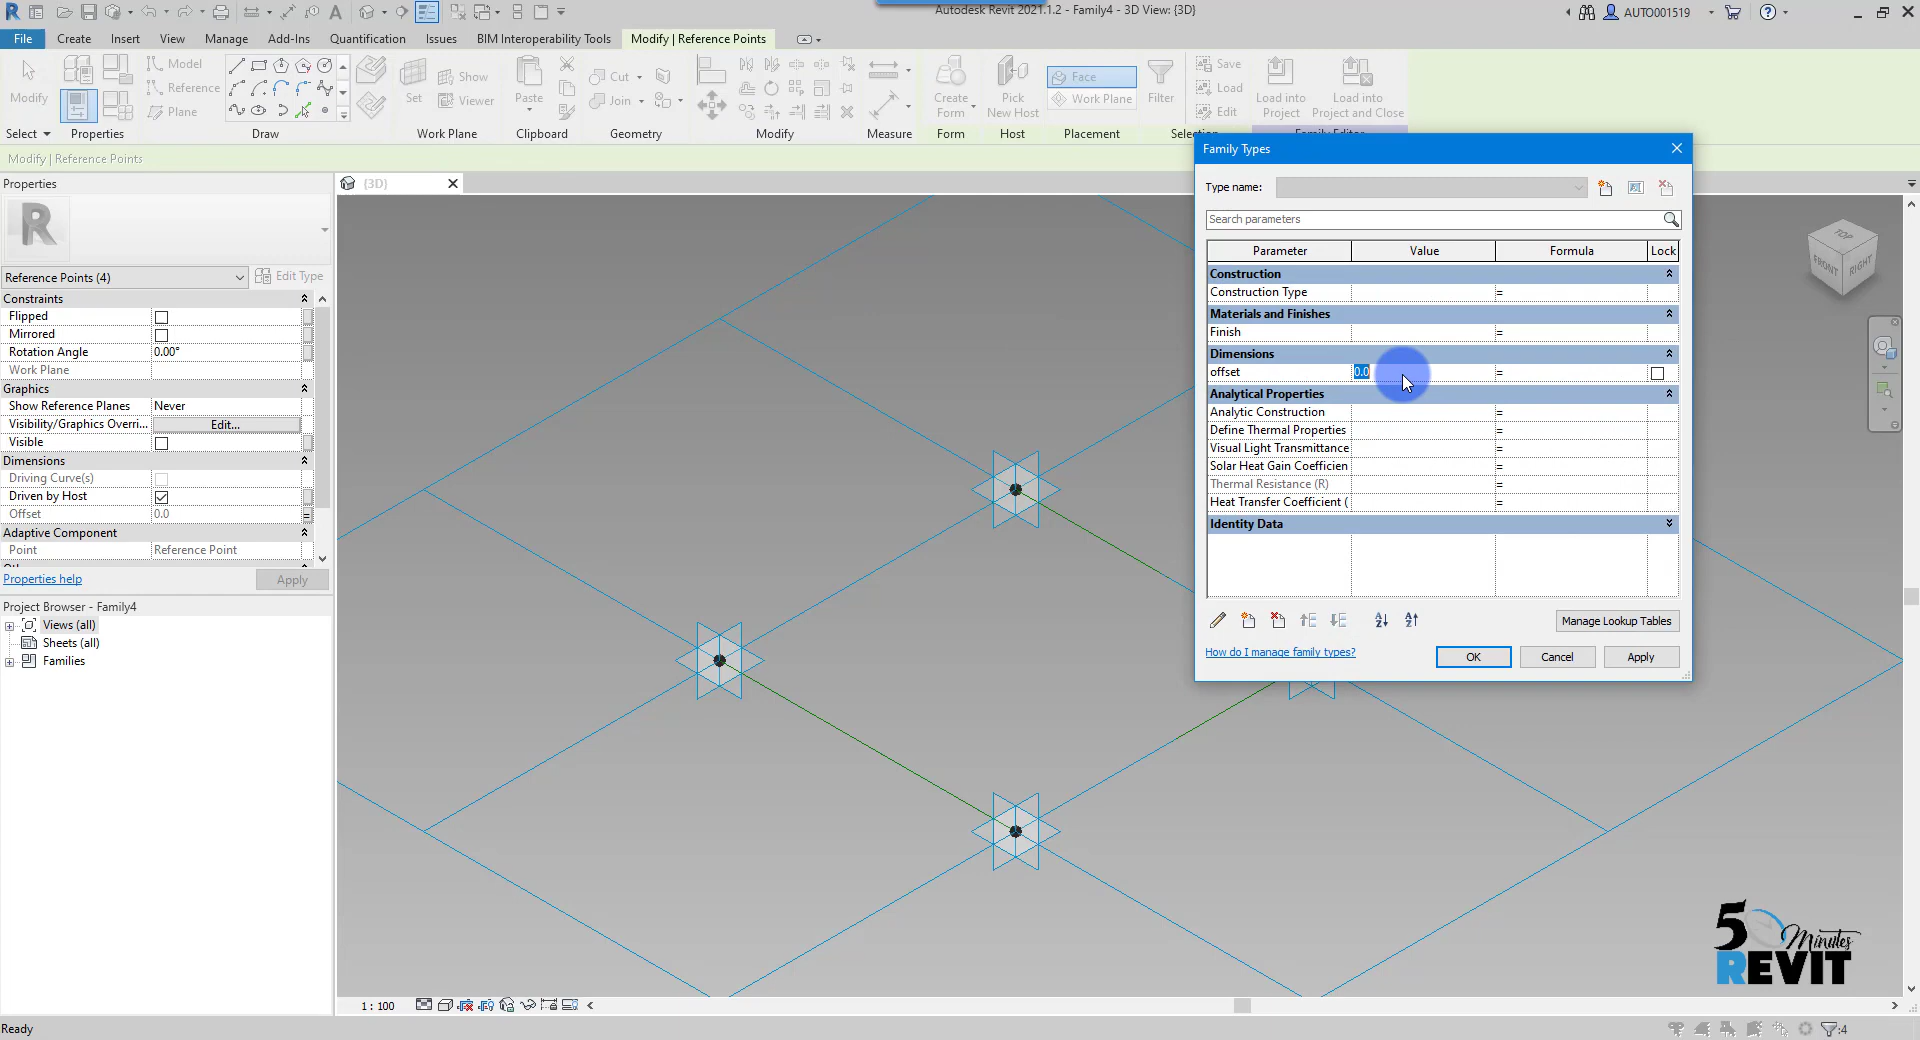 Autodesk Revit 2021.1.2 - Family4 - 3D View: {3D}
AUTO001519
File Create Insert View Manage Add-Ins Quantification Collaborate Issues BIM Interoperability Tools Modify | Reference Points
Modify
Model
Reference
Plane
Set
Show
Viewer
Paste
Cut
Join
Create Form
Pick New Host
Face
Work Plane
Filter
Save
Load
Edit
Load into Project
Load into Project and Close
Select Properties Draw Work Plane Clipboard Geometry Modify Measure Form Host Placement Selection Family Editor
Modify | Reference Points
Properties
{3D}
R
Reference Points (4)
Edit Type
Constraints
Flipped
Mirrored
Rotation Angle 0.00°
Work Plane
Graphics
Show Reference Planes Never
Visibility/Graphics Overri... Edit...
Visible
Dimensions
Driving Curve(s)
Driven by Host
Offset 0.0 =
Adaptive Component
Point Reference Point
Properties help
Apply
Project Browser - Family4
Views (all)
Sheets (all)
Families
Family Types
Type name:
Search parameters
Parameter Value Formula Lock
Construction
Construction Type =
Materials and Finishes
Finish =
Dimensions
offset 0.0 =
Analytical Properties
Analytic Construction =
Define Thermal Properties =
Visual Light Transmittance =
Solar Heat Gain Coefficien =
Thermal Resistance (R) =
Heat Transfer Coefficient ( =
Identity Data
Manage Lookup Tables
How do I manage family types?
OK Cancel Apply
TOP
FRONT RIGHT
5 Minutes
REVIT
1 : 100
Ready
:4